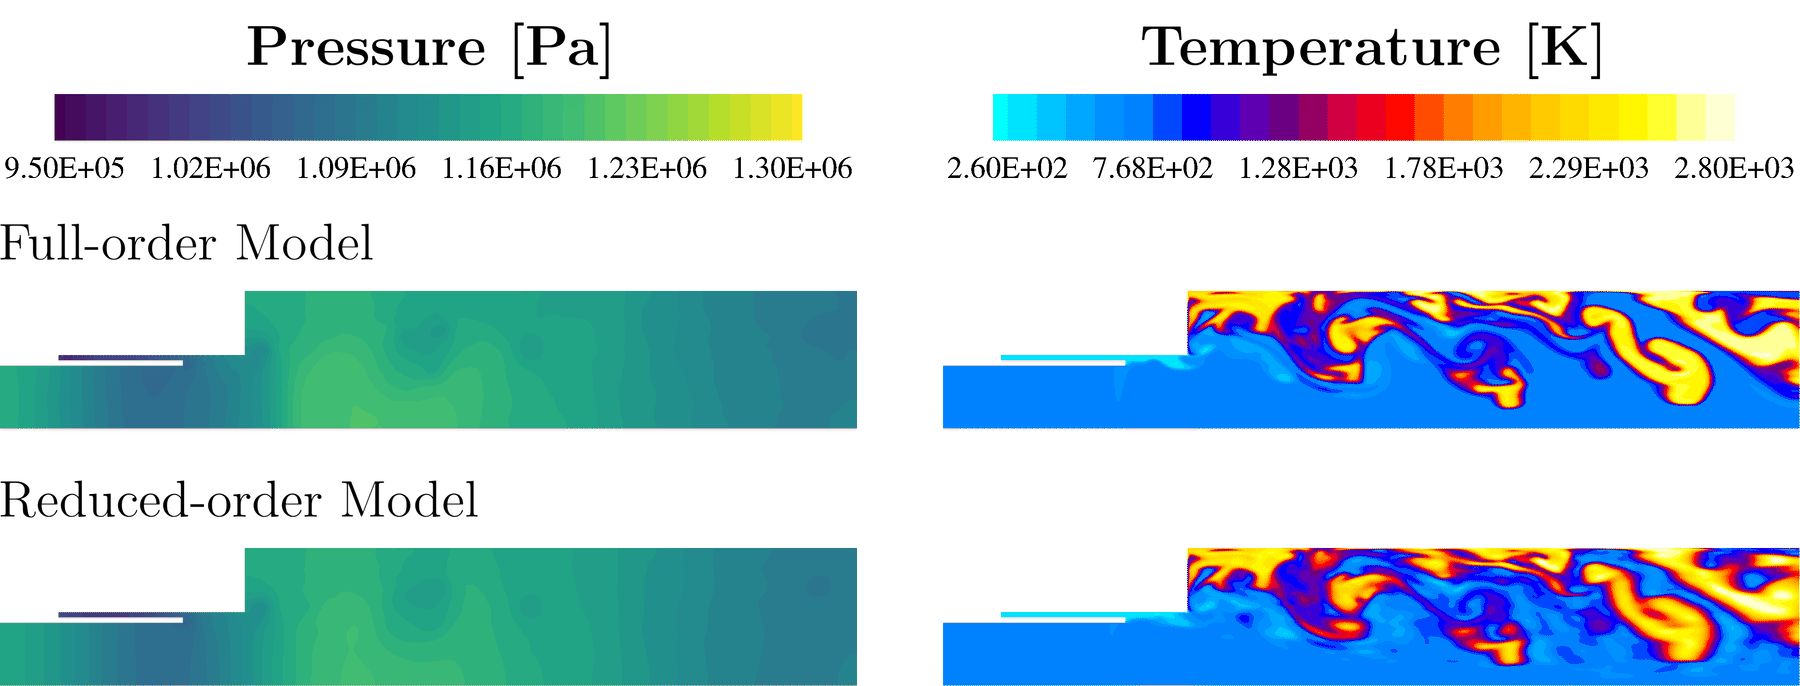 Pressure [Pa]
Temperature [K]
9.50E+05 1.02E+06 1.09E+06 1.16E+06 1.23E+06 1.30E+06
2.60E+02 7.68E+02 1.28E+03 1.78E+03 2.29E+03 2.80E+03
Full-order Model
Reduced-order Model